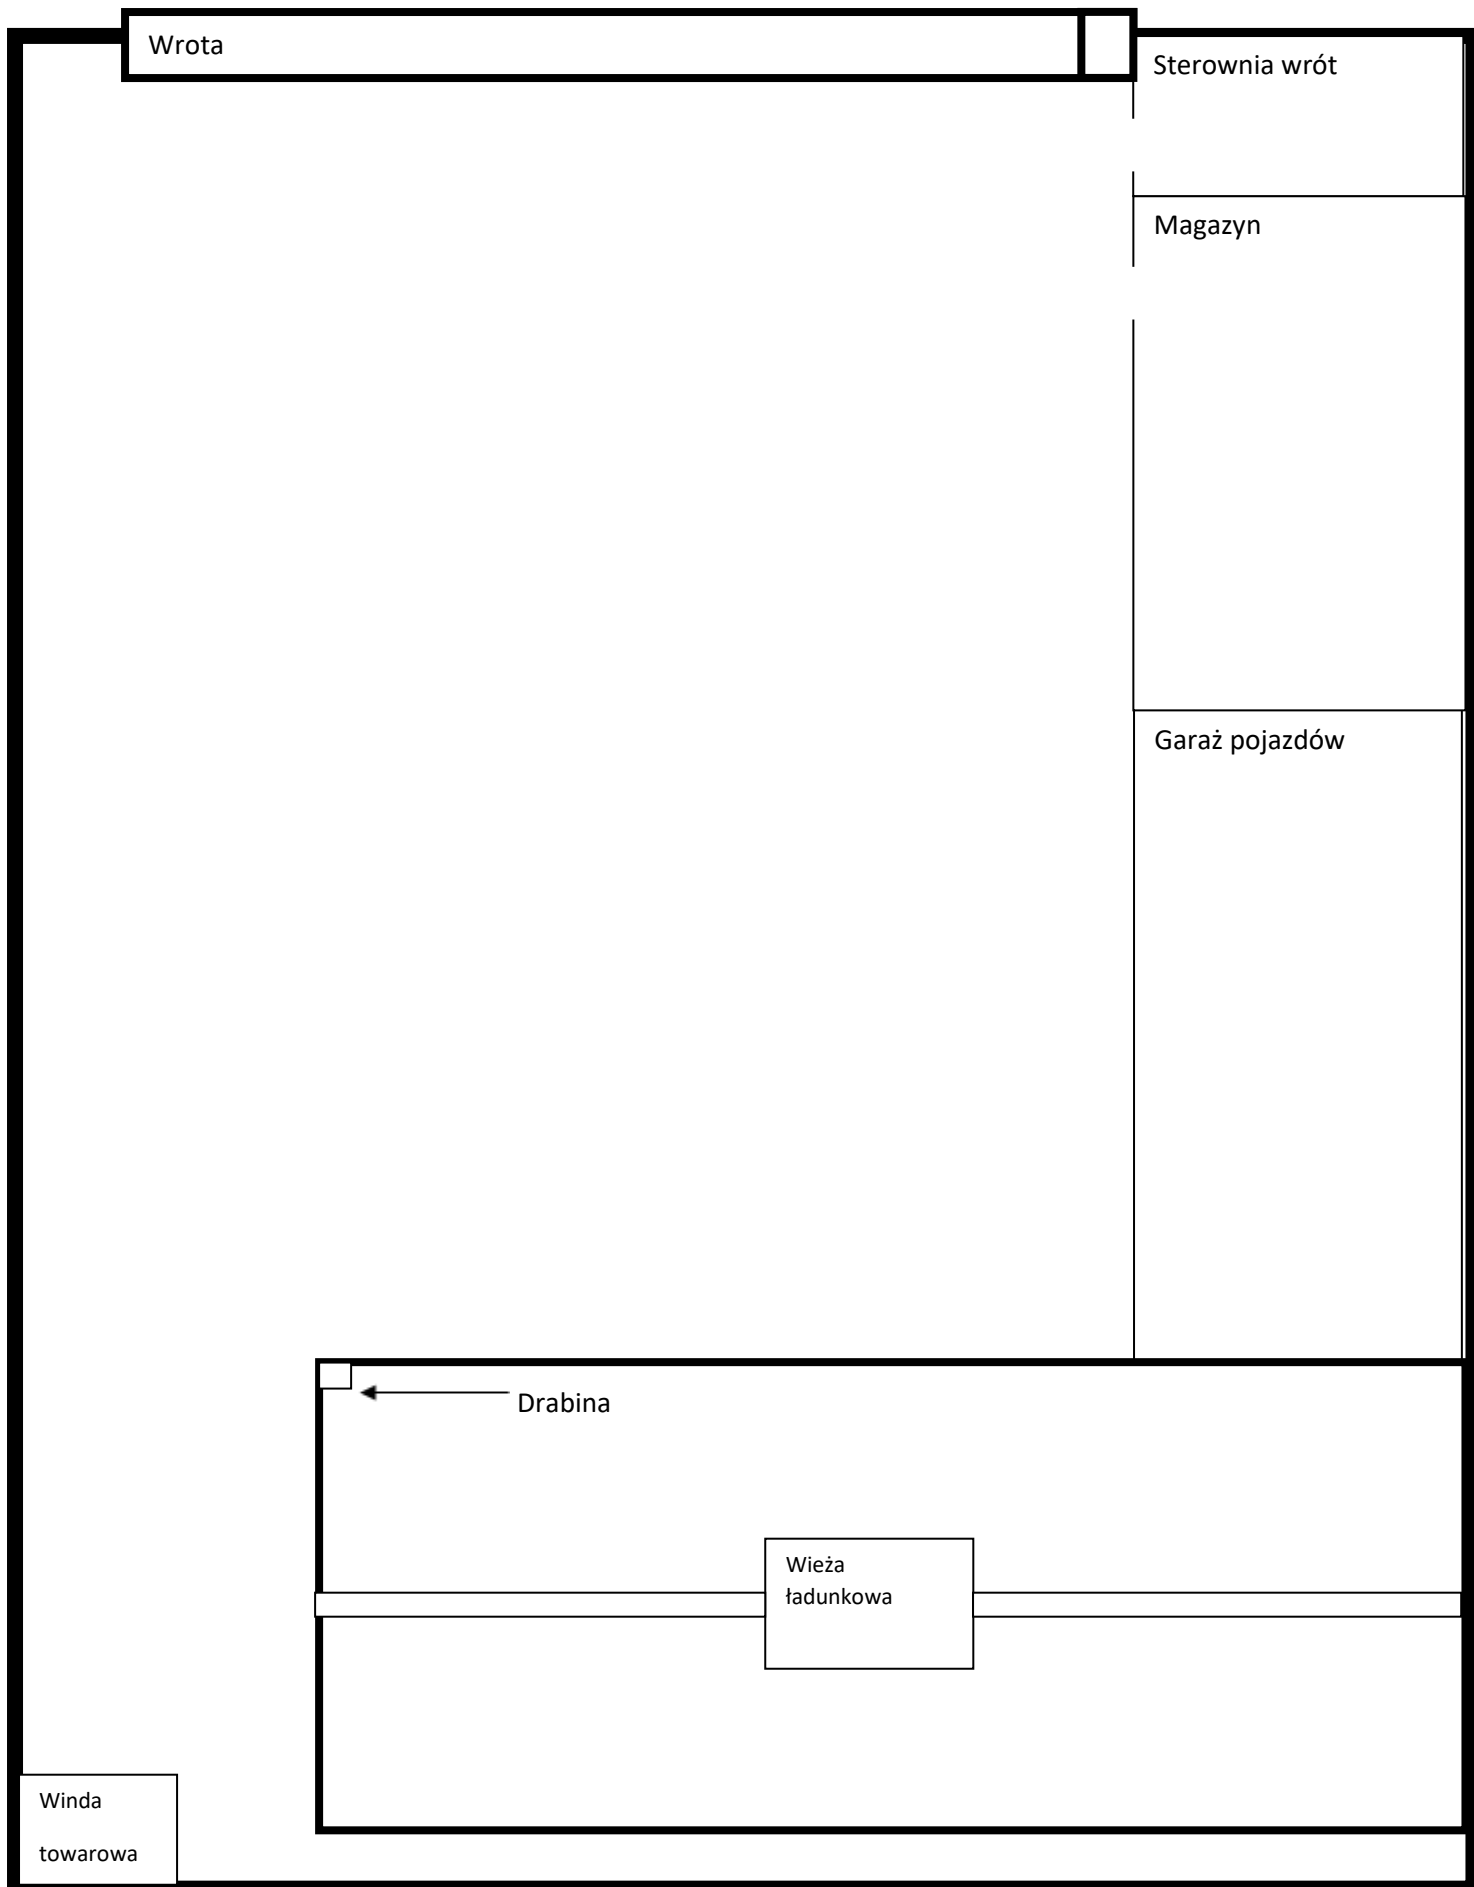 Wrota
Sterownia wrót
Magazyn
Garaż pojazdów
Drabina
Wieża
ładunkowa
Winda
towarowa